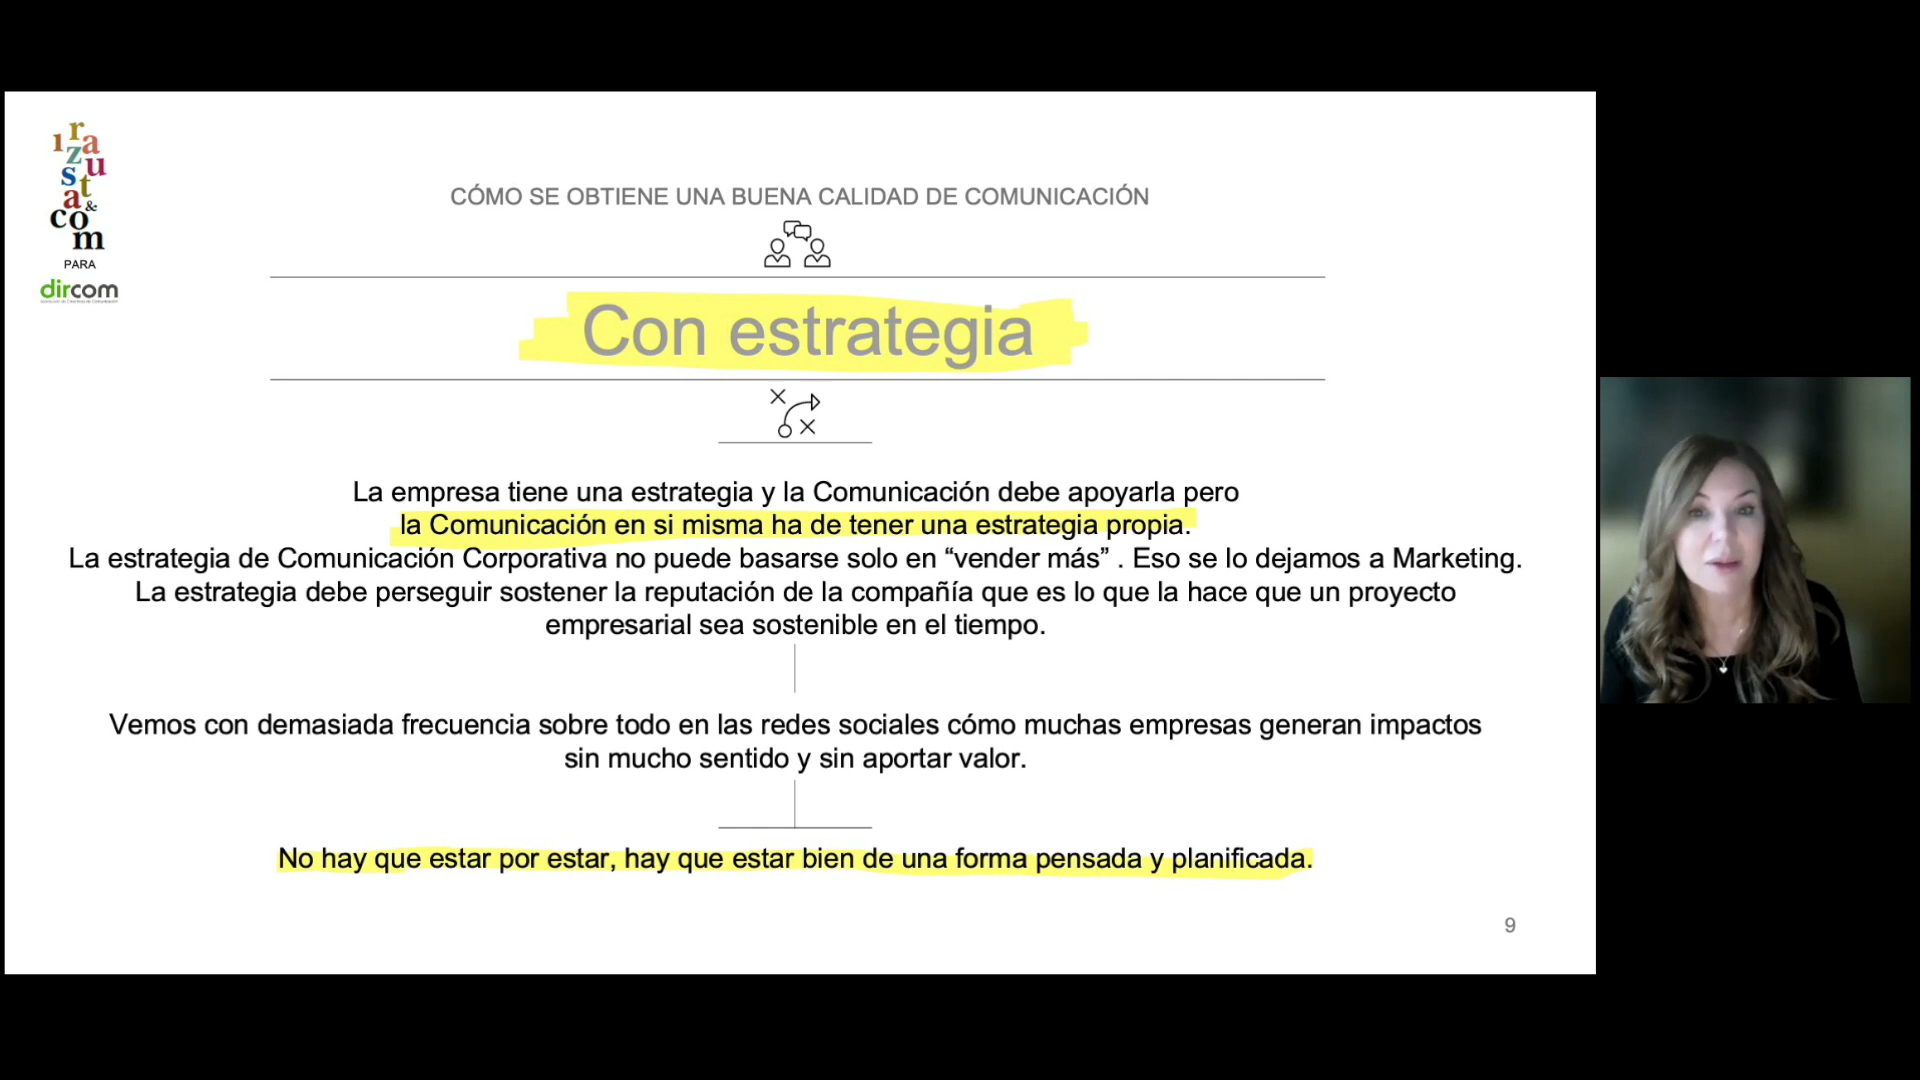 irazusta
&
com
PARA
dircom
CÓMO SE OBTIENE UNA BUENA CALIDAD DE COMUNICACIÓN
Con estrategia
La empresa tiene una estrategia y la Comunicación debe apoyarla pero
la Comunicación en si misma ha de tener una estrategia propia.
La estrategia de Comunicación Corporativa no puede basarse solo en “vender más” . Eso se lo dejamos a Marketing.
La estrategia debe perseguir sostener la reputación de la compañía que es lo que la hace que un proyecto
empresarial sea sostenible en el tiempo.
Vemos con demasiada frecuencia sobre todo en las redes sociales cómo muchas empresas generan impactos
sin mucho sentido y sin aportar valor.
No hay que estar por estar, hay que estar bien de una forma pensada y planificada.
9